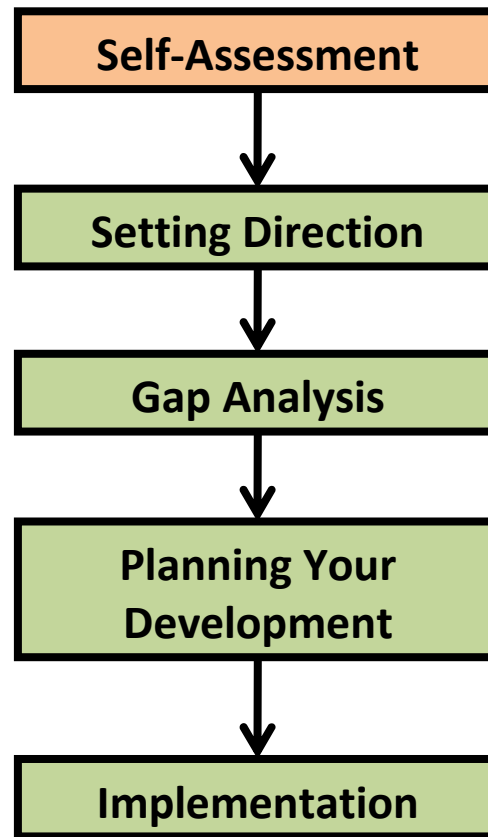 Self-Assessment
Setting Direction
Gap Analysis
Planning Your
Development
Implementation